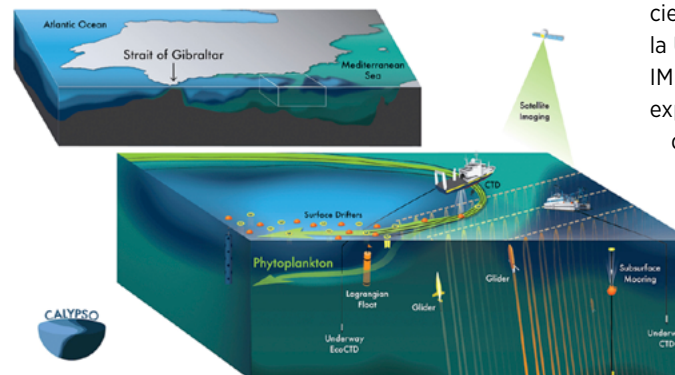 Atlantic Ocean
Strait of Gibraltar
Mediterranean
Sea
Satellite
Imaging
CTD
Surface Drifters
Phytoplankton
Lagrangian
Float
Glider
Glider
Subsurface
Mooring
Underway
EcoCTD
CTD
CALYPSO
cie
la
IM
exp